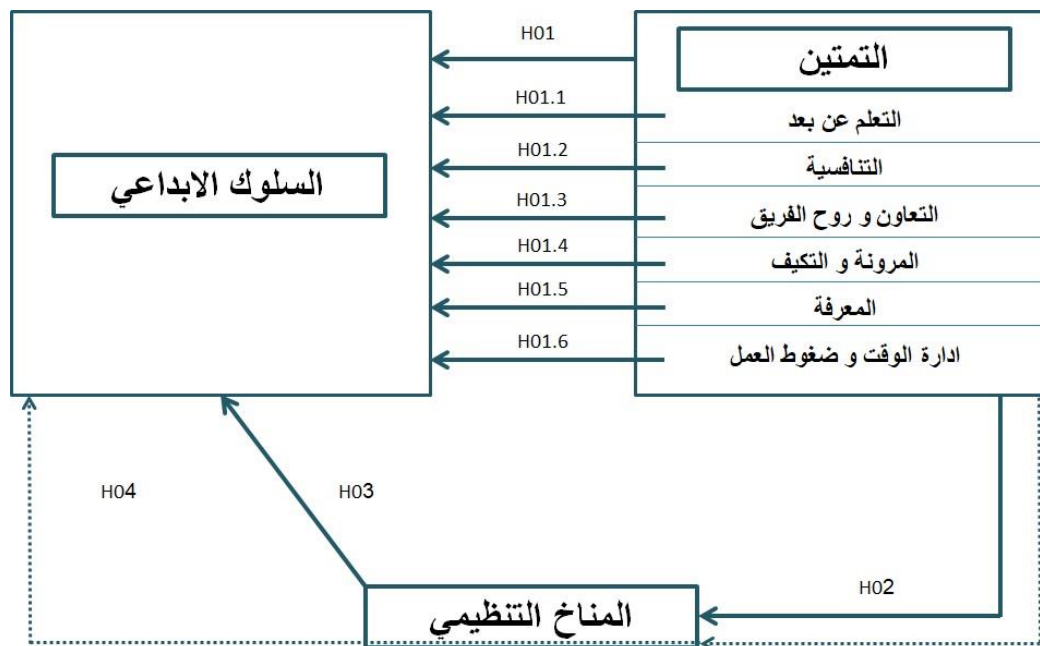 التمتين
التعلم عن بعد
التنافسية
التعاون و روح الفريق
المرونة و التكيف
المعرفة
ادارة الوقت و ضغوط العمل
H01
H01.1
H01.2
H01.3
H01.4
H01.5
H01.6
السلوك الابداعي
H02
H03
H04
المناخ التنظيمي